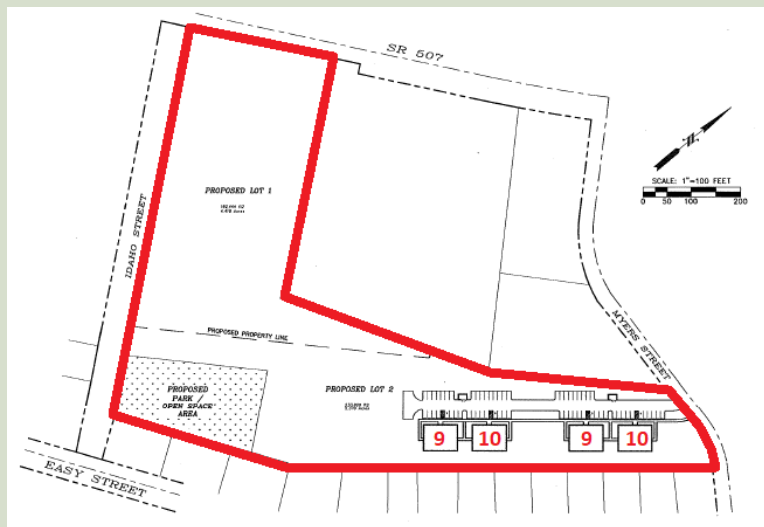 SR 507
SCALE: 1"=100 FEET
0 50 100 200
PROPOSED LOT 1
IDAHO STREET
MYERS STREET
PROPOSED PROPERTY LINE
PROPOSED
PARK /
OPEN SPACE
AREA
PROPOSED LOT 2
9 10 9 10
EASY STREET